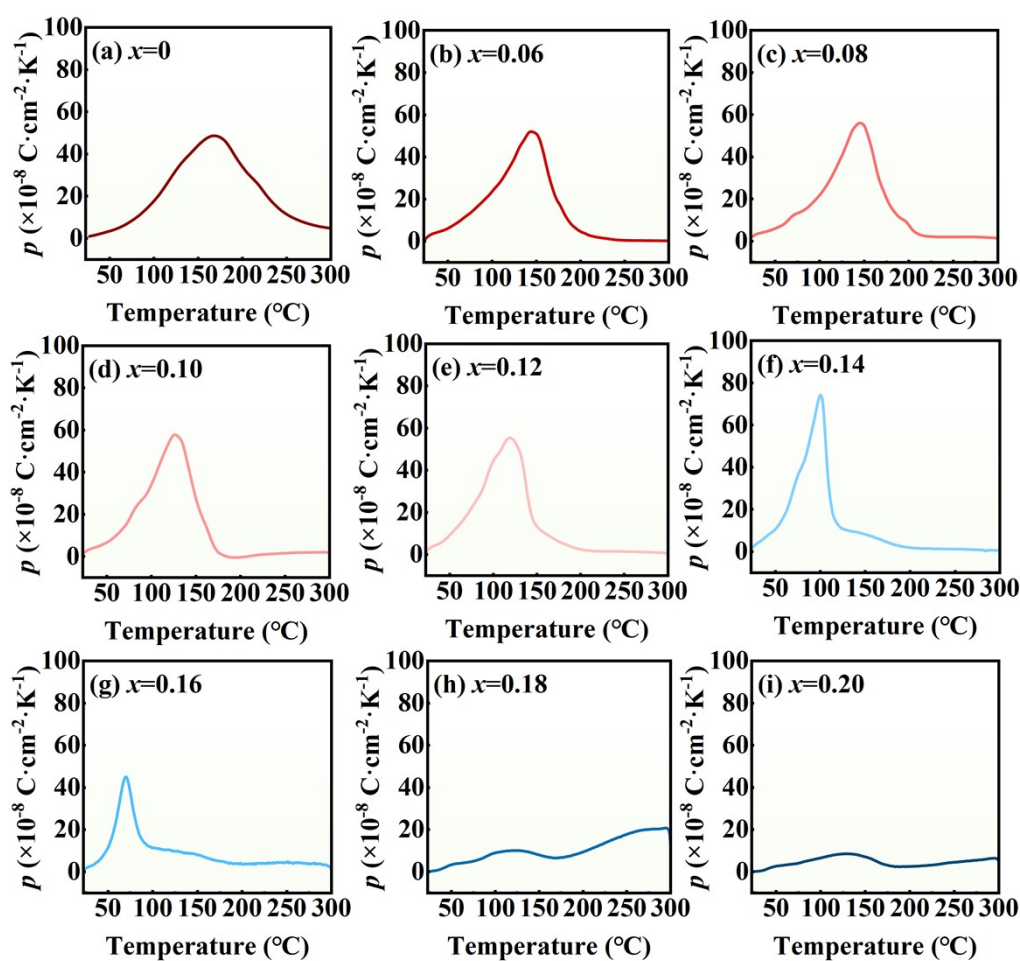 (a) x=0
p (×10⁻⁸ C·cm⁻²·K⁻¹)
100
80
60
40
20
0
50 100 150 200 250 300
Temperature (°C)
(b) x=0.06
p (×10⁻⁸ C·cm⁻²·K⁻¹)
100
80
60
40
20
0
50 100 150 200 250 300
Temperature (°C)
(c) x=0.08
p (×10⁻⁸ C·cm⁻²·K⁻¹)
100
80
60
40
20
0
50 100 150 200 250 300
Temperature (°C)
(d) x=0.10
p (×10⁻⁸ C·cm⁻²·K⁻¹)
100
80
60
40
20
0
50 100 150 200 250 300
Temperature (°C)
(e) x=0.12
p (×10⁻⁸ C·cm⁻²·K⁻¹)
100
80
60
40
20
0
50 100 150 200 250 300
Temperature (°C)
(f) x=0.14
p (×10⁻⁸ C·cm⁻²·K⁻¹)
100
80
60
40
20
0
50 100 150 200 250 300
Temperature (°C)
(g) x=0.16
p (×10⁻⁸ C·cm⁻²·K⁻¹)
100
80
60
40
20
0
50 100 150 200 250 300
Temperature (°C)
(h) x=0.18
p (×10⁻⁸ C·cm⁻²·K⁻¹)
100
80
60
40
20
0
50 100 150 200 250 300
Temperature (°C)
(i) x=0.20
p (×10⁻⁸ C·cm⁻²·K⁻¹)
100
80
60
40
20
0
50 100 150 200 250 300
Temperature (°C)